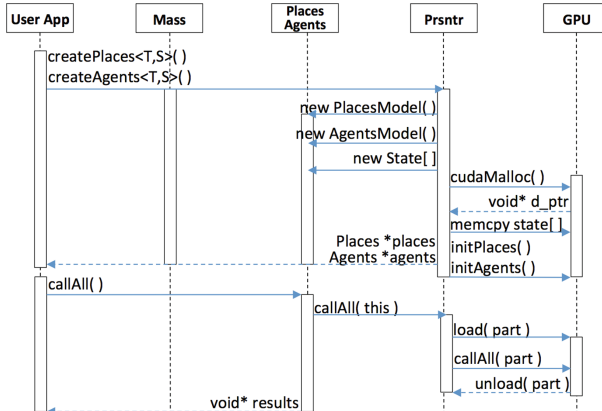 User App
Mass
Places
Agents
Prsntr
GPU
createPlaces<T,S>( )
createAgents<T,S>( )
new PlacesModel( )
new AgentsModel( )
new State[ ]
cudaMalloc( )
void* d_ptr
memcpy state[ ]
Places *places
Agents *agents
initPlaces( )
initAgents( )
callAll( )
callAll( this )
load( part )
callAll( part )
unload( part )
void* results